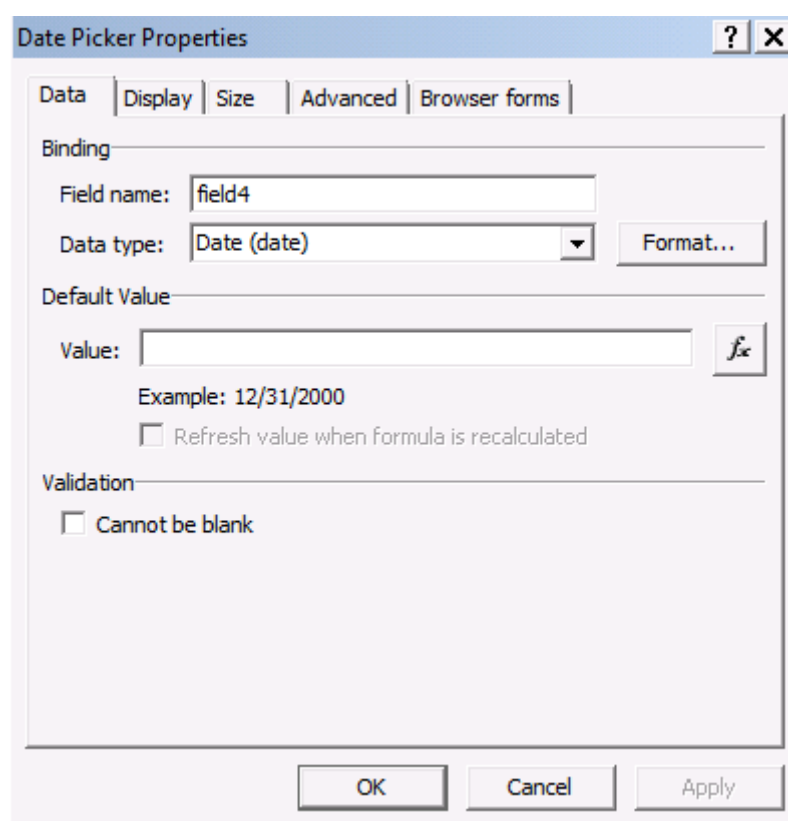 Date Picker Properties ? X
Data Display Size Advanced Browser forms
Binding
Field name: field4
Data type: Date (date) Format...
Default Value
Value: fx
Example: 12/31/2000
Refresh value when formula is recalculated
Validation
Cannot be blank
OK Cancel Apply